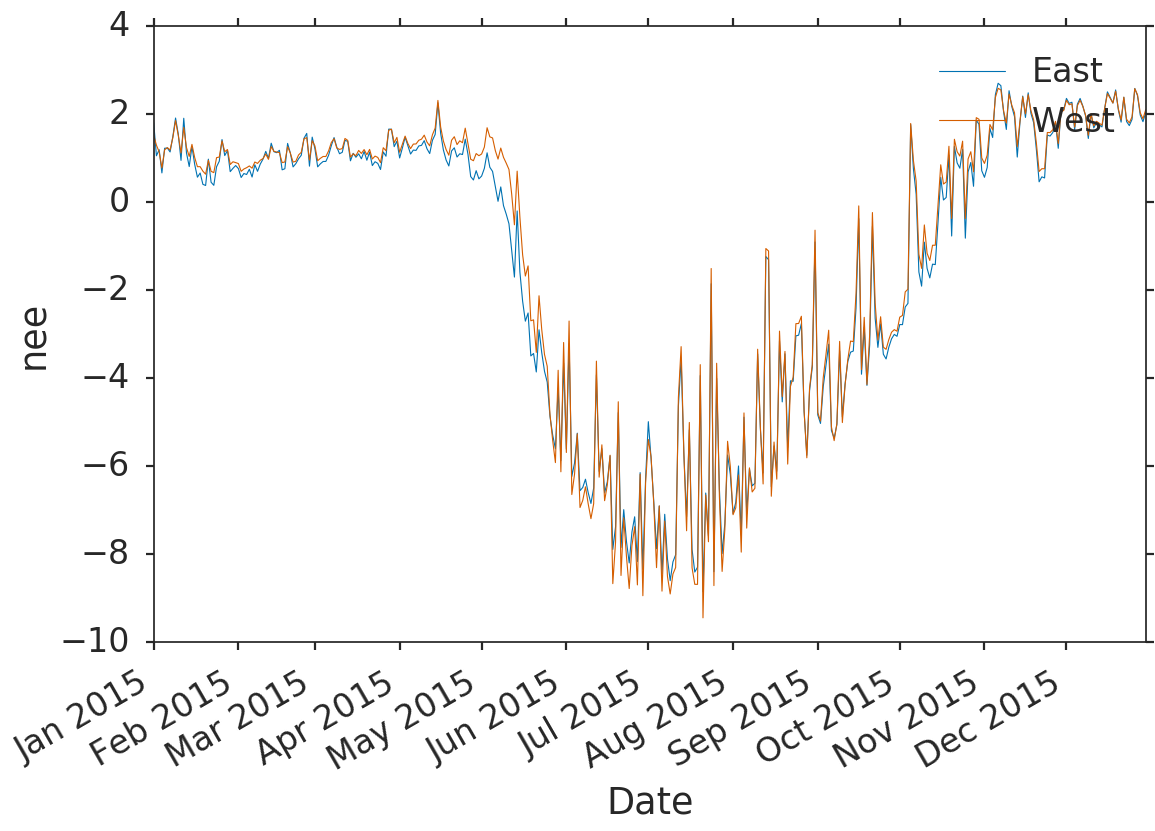 4
2
0
−2
−4
−6
−8
−10
nee
East
West
Jan 2015
Feb 2015
Mar 2015
Apr 2015
May 2015
Jun 2015
Jul 2015
Aug 2015
Sep 2015
Oct 2015
Nov 2015
Dec 2015
Date